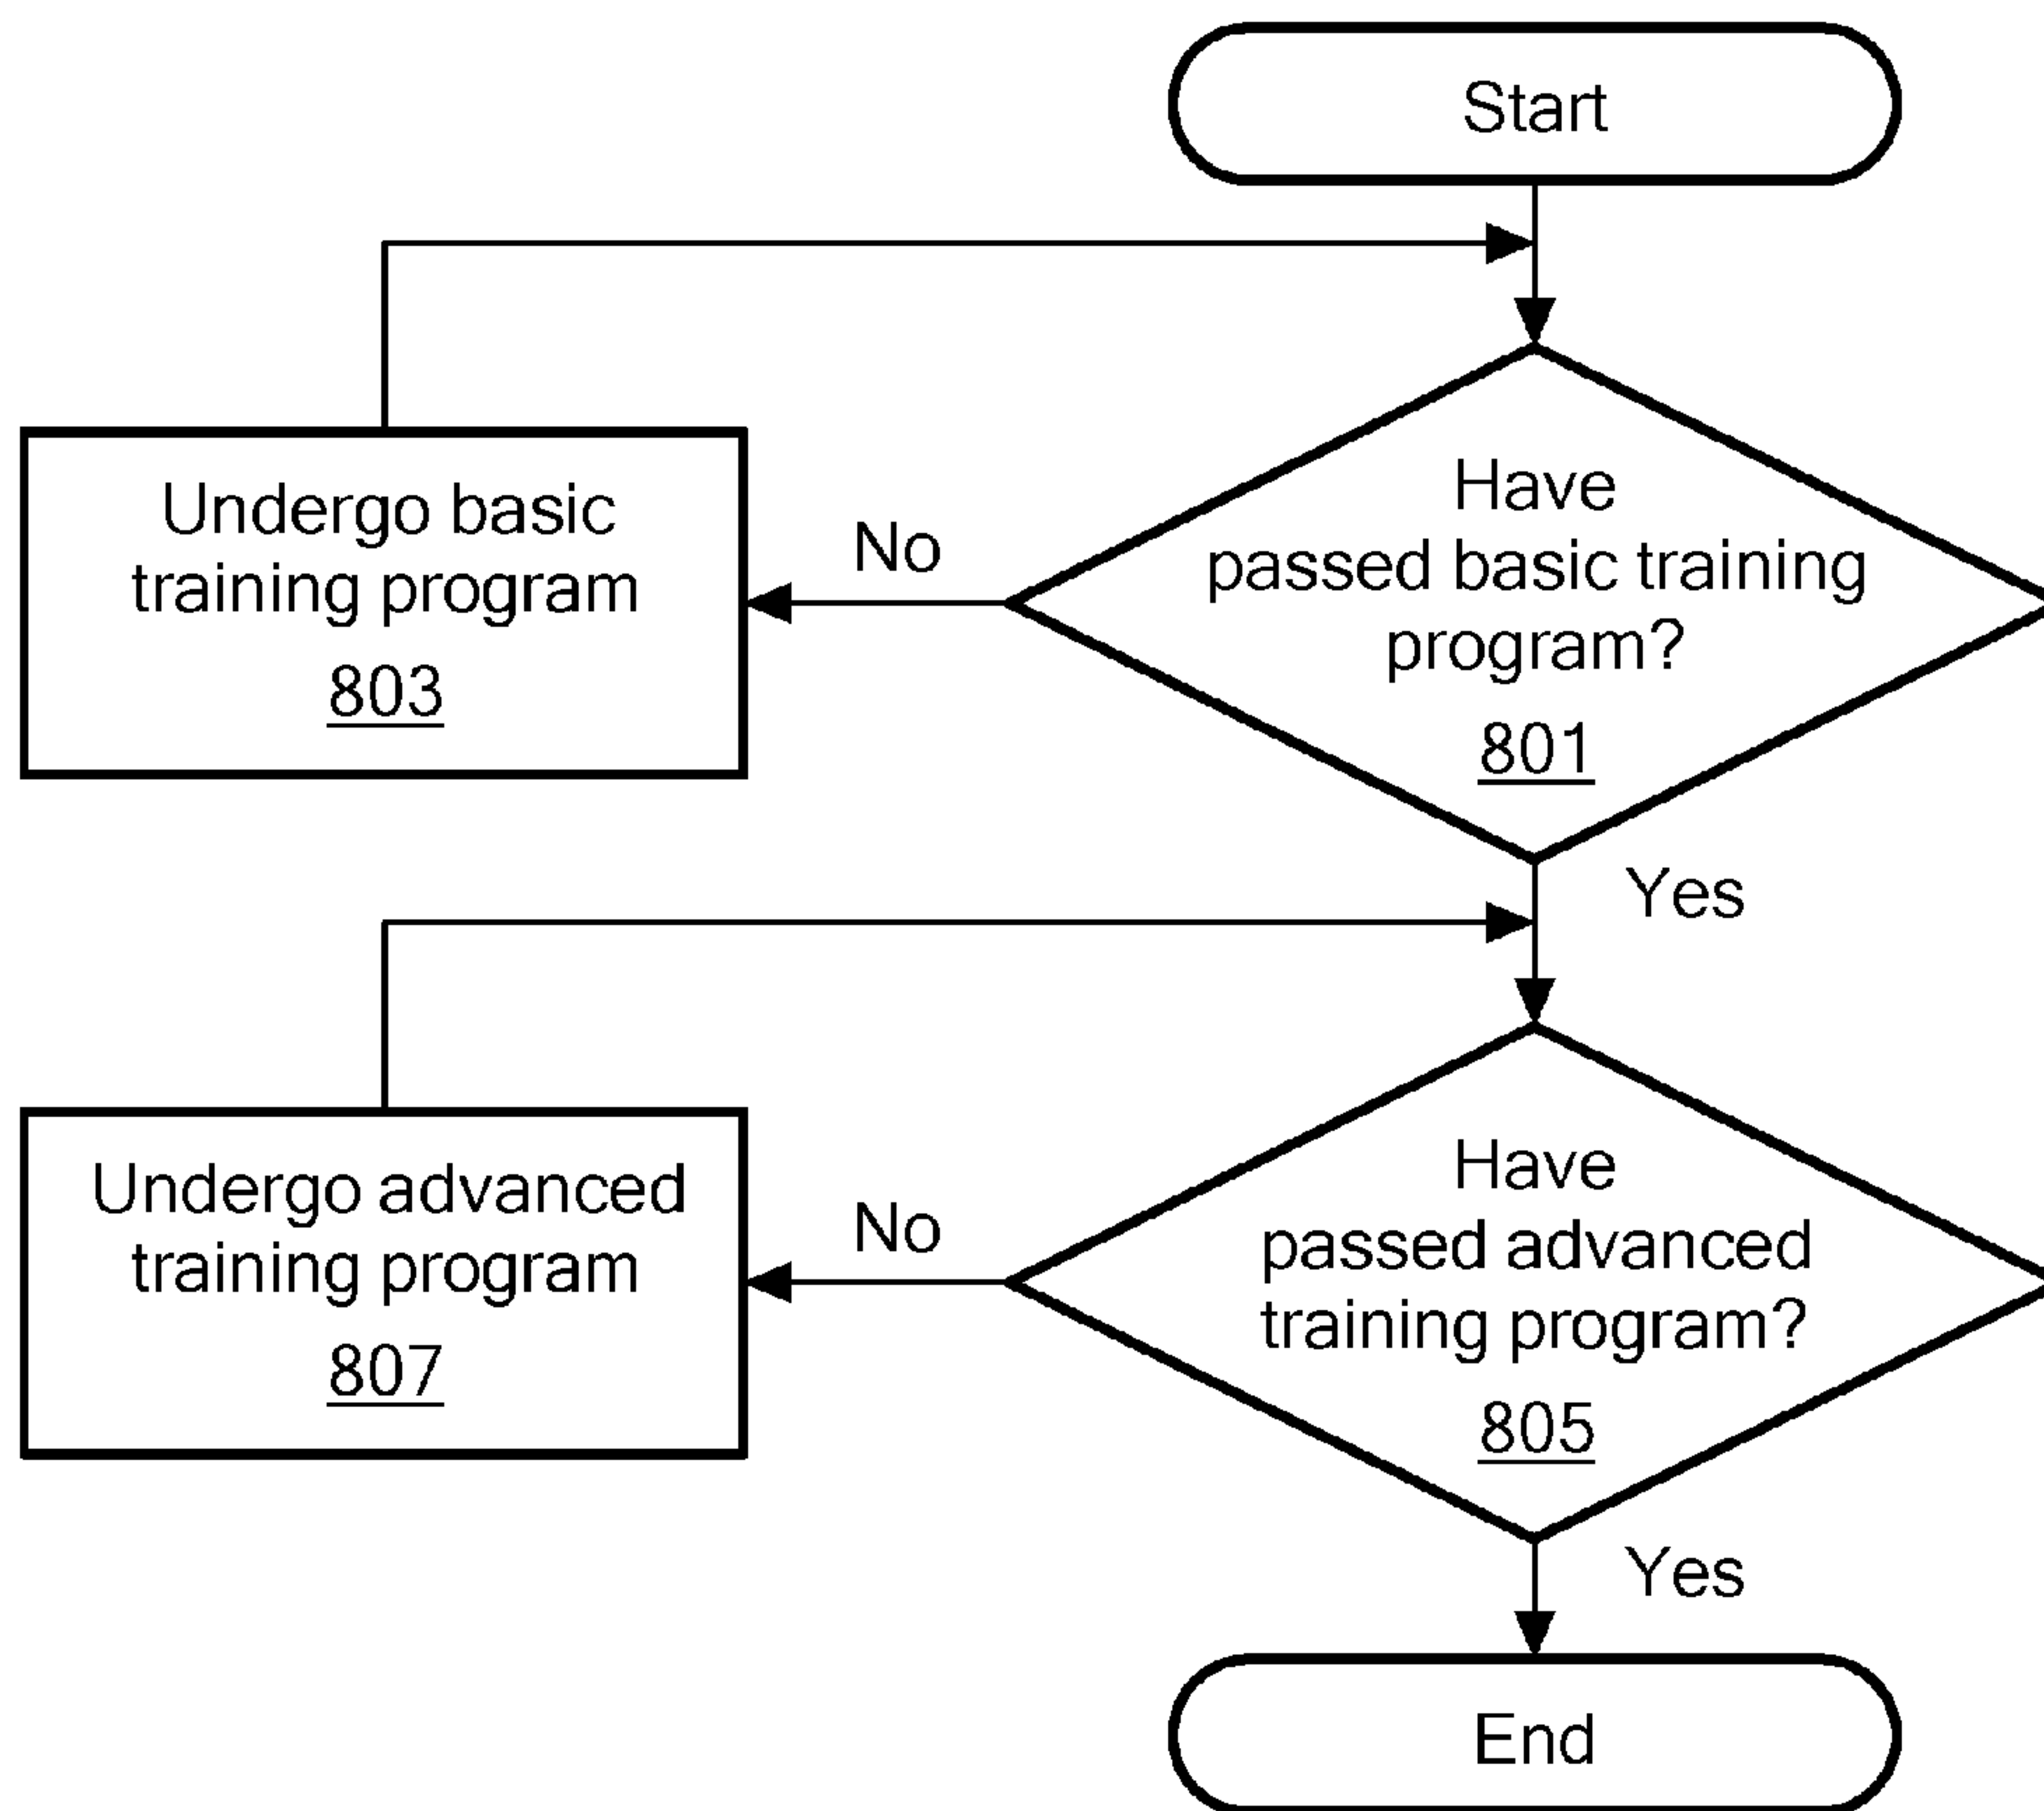 Start
Have
passed basic training
program?
801
No
Undergo basic
training program
803
Yes
Have
passed advanced
training program?
805
No
Undergo advanced
training program
807
Yes
End